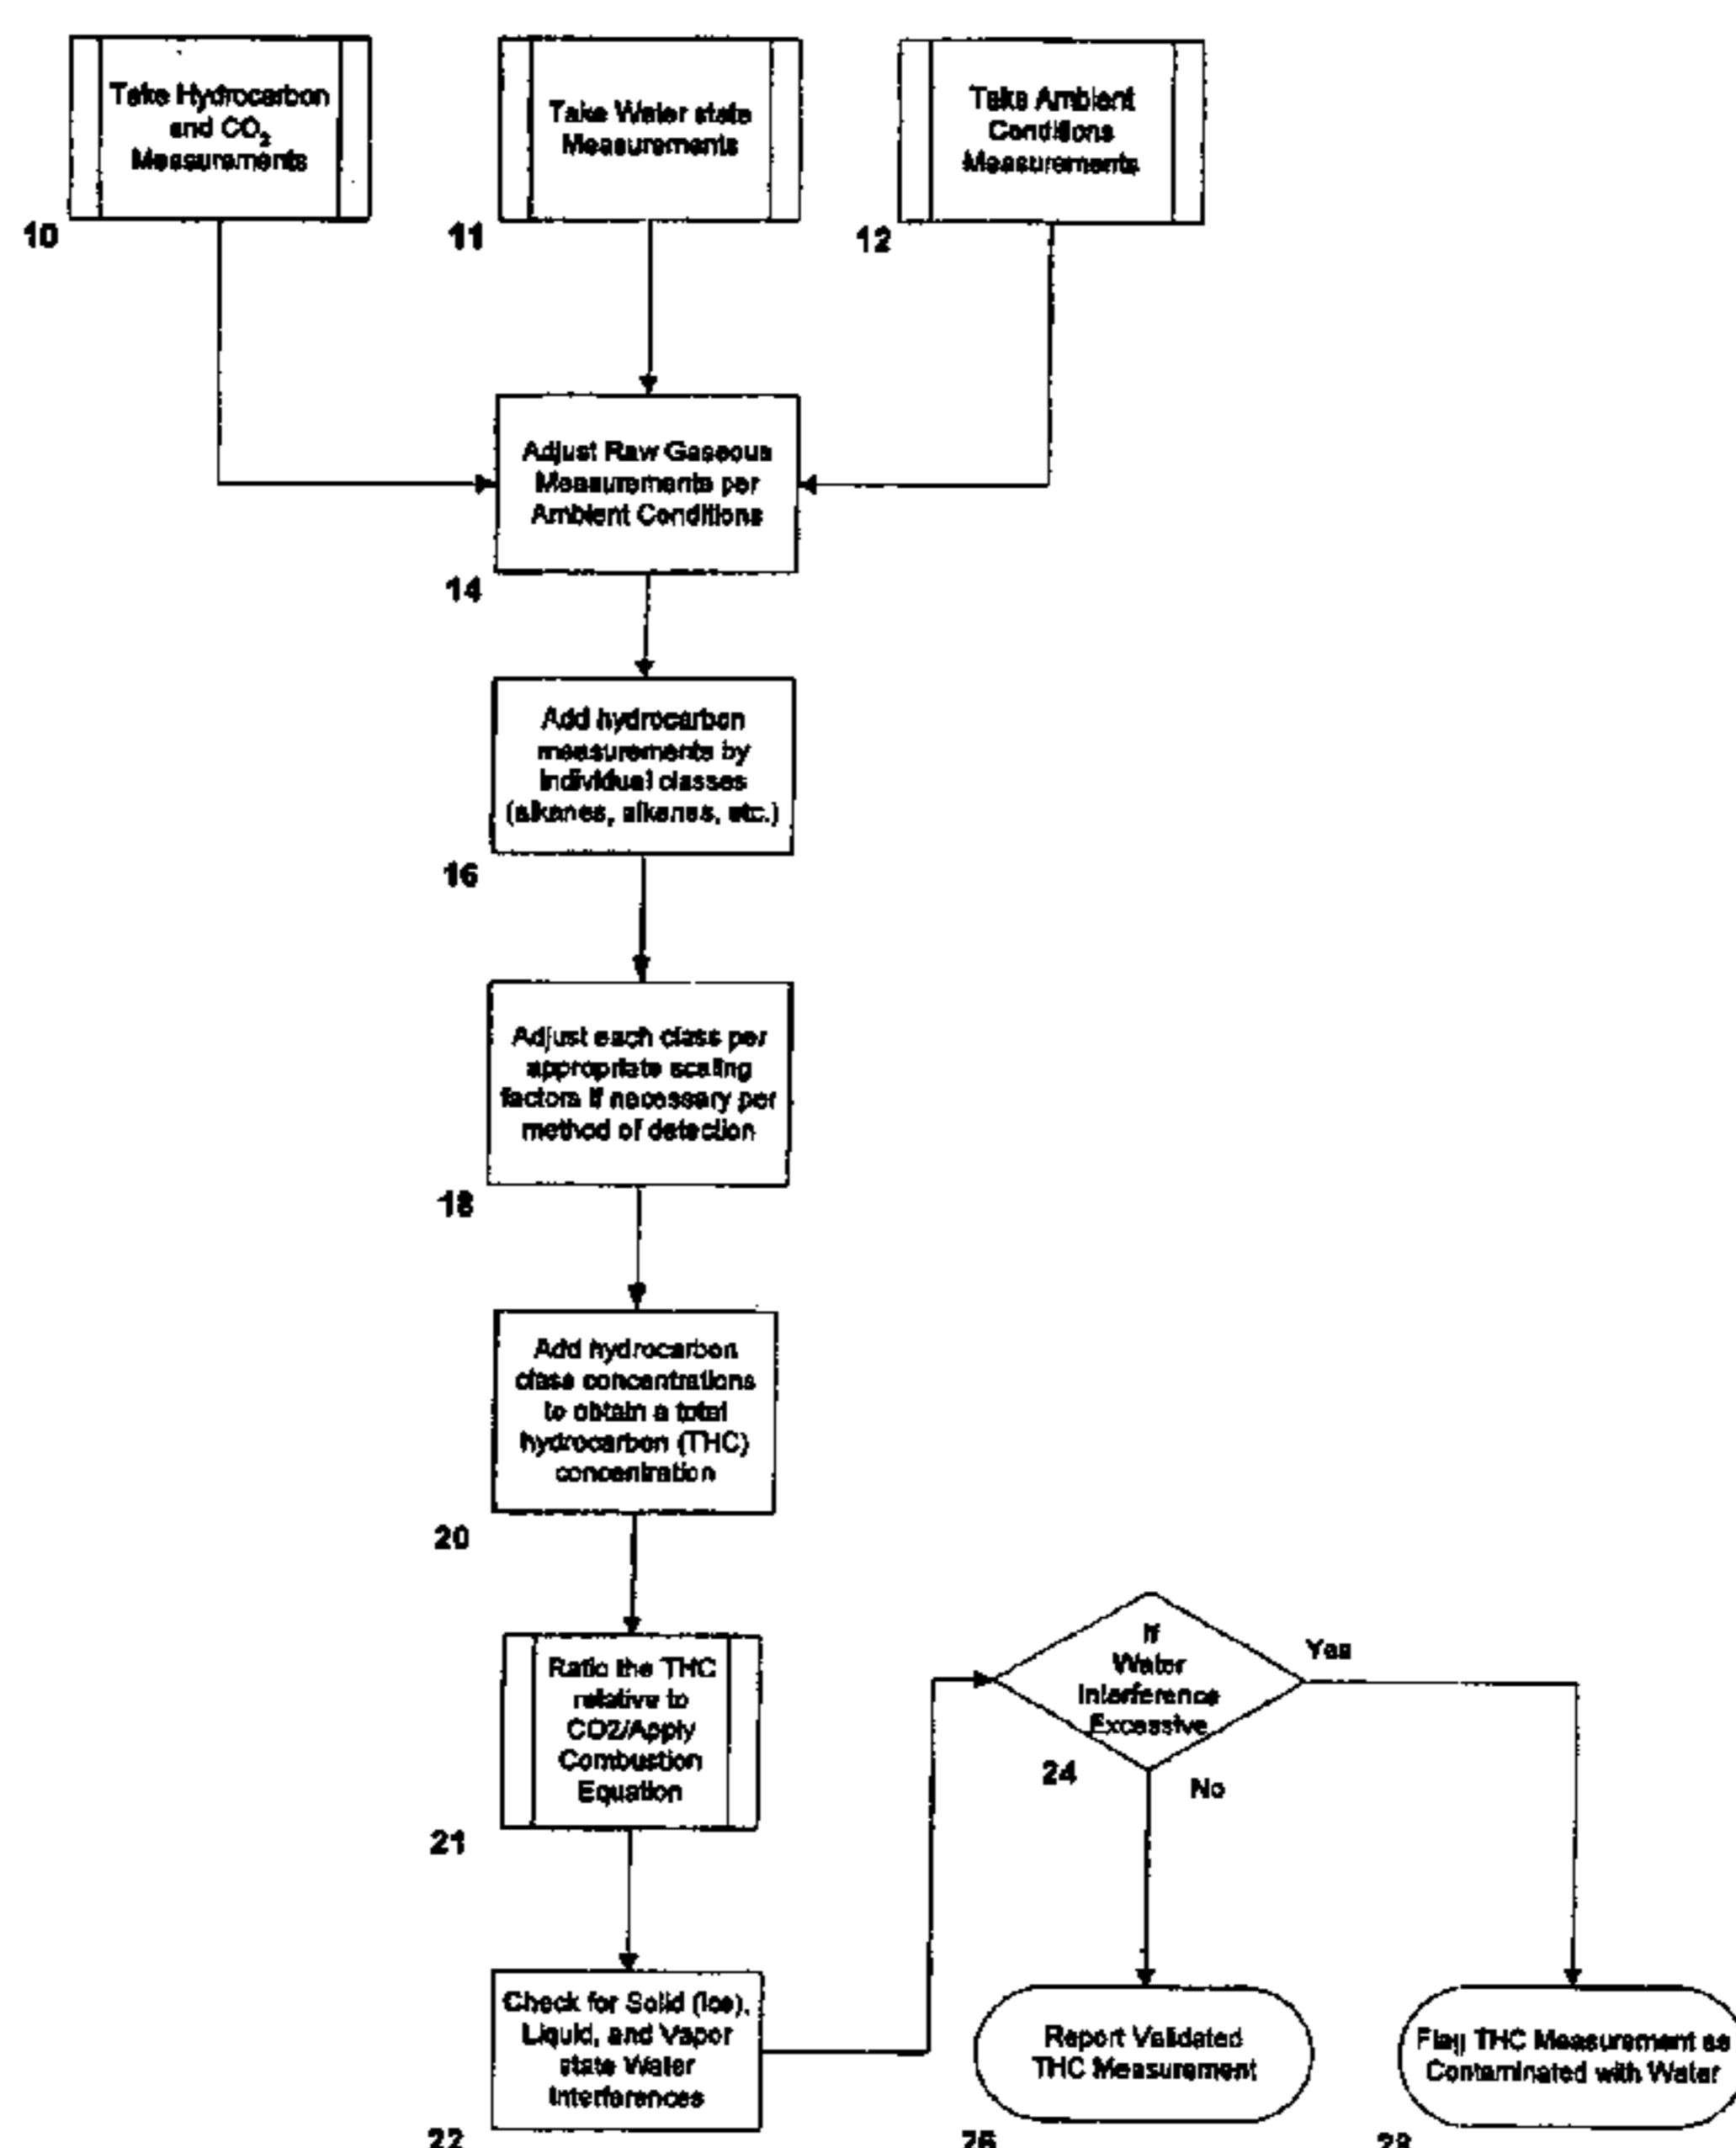 Take Hydrocarbon
and CO2
Measurements
10
Take Water state
Measurements
11
Take Ambient
Conditions
Measurements
12
Adjust Raw Gaseous
Measurements per
Ambient Conditions
14
Add hydrocarbon
measurements by
individual classes
(alkanes, alkenes, etc.)
16
Adjust each class per
appropriate scaling
factors if necessary per
method of detection
18
Add hydrocarbon
class concentrations
to obtain a total
hydrocarbon (THC)
concentration
20
Ratio the THC
relative to
CO2/Apply
Combustion
Equation
21
Check for Solid (Ice),
Liquid, and Vapor
state Water
Interferences
22
If
Water
Interference
Excessive
24
Yes
No
Report Validated
THC Measurement
26
Flag THC Measurement as
Contaminated with Water
28